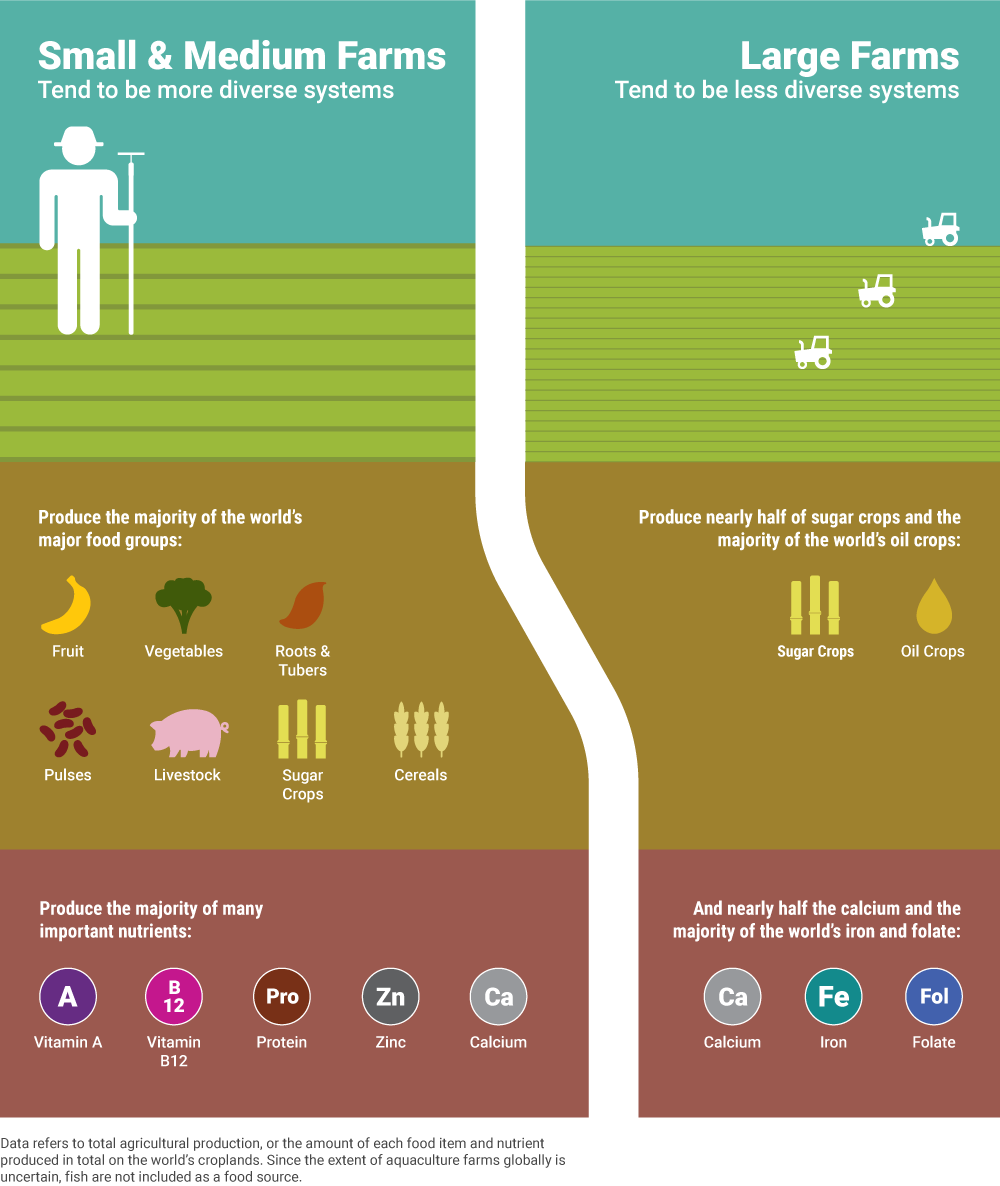 Small & Medium Farms
Tend to be more diverse systems
Large Farms
Tend to be less diverse systems
Produce the majority of the world's
major food groups:
Fruit
Vegetables
Roots &
Tubers
Pulses
Livestock
Sugar
Crops
Cereals
Produce nearly half of sugar crops and the
majority of the world's oil crops:
Sugar Crops
Oil Crops
Produce the majority of many
important nutrients:
A
B
12
Pro
Zn
Ca
Vitamin A
Vitamin
B12
Protein
Zinc
Calcium
And nearly half the calcium and the
majority of the world's iron and folate:
Ca
Fe
Fol
Calcium
Iron
Folate
Data refers to total agricultural production, or the amount of each food item and nutrient
produced in total on the world's croplands. Since the extent of aquaculture farms globally is
uncertain, fish are not included as a food source.